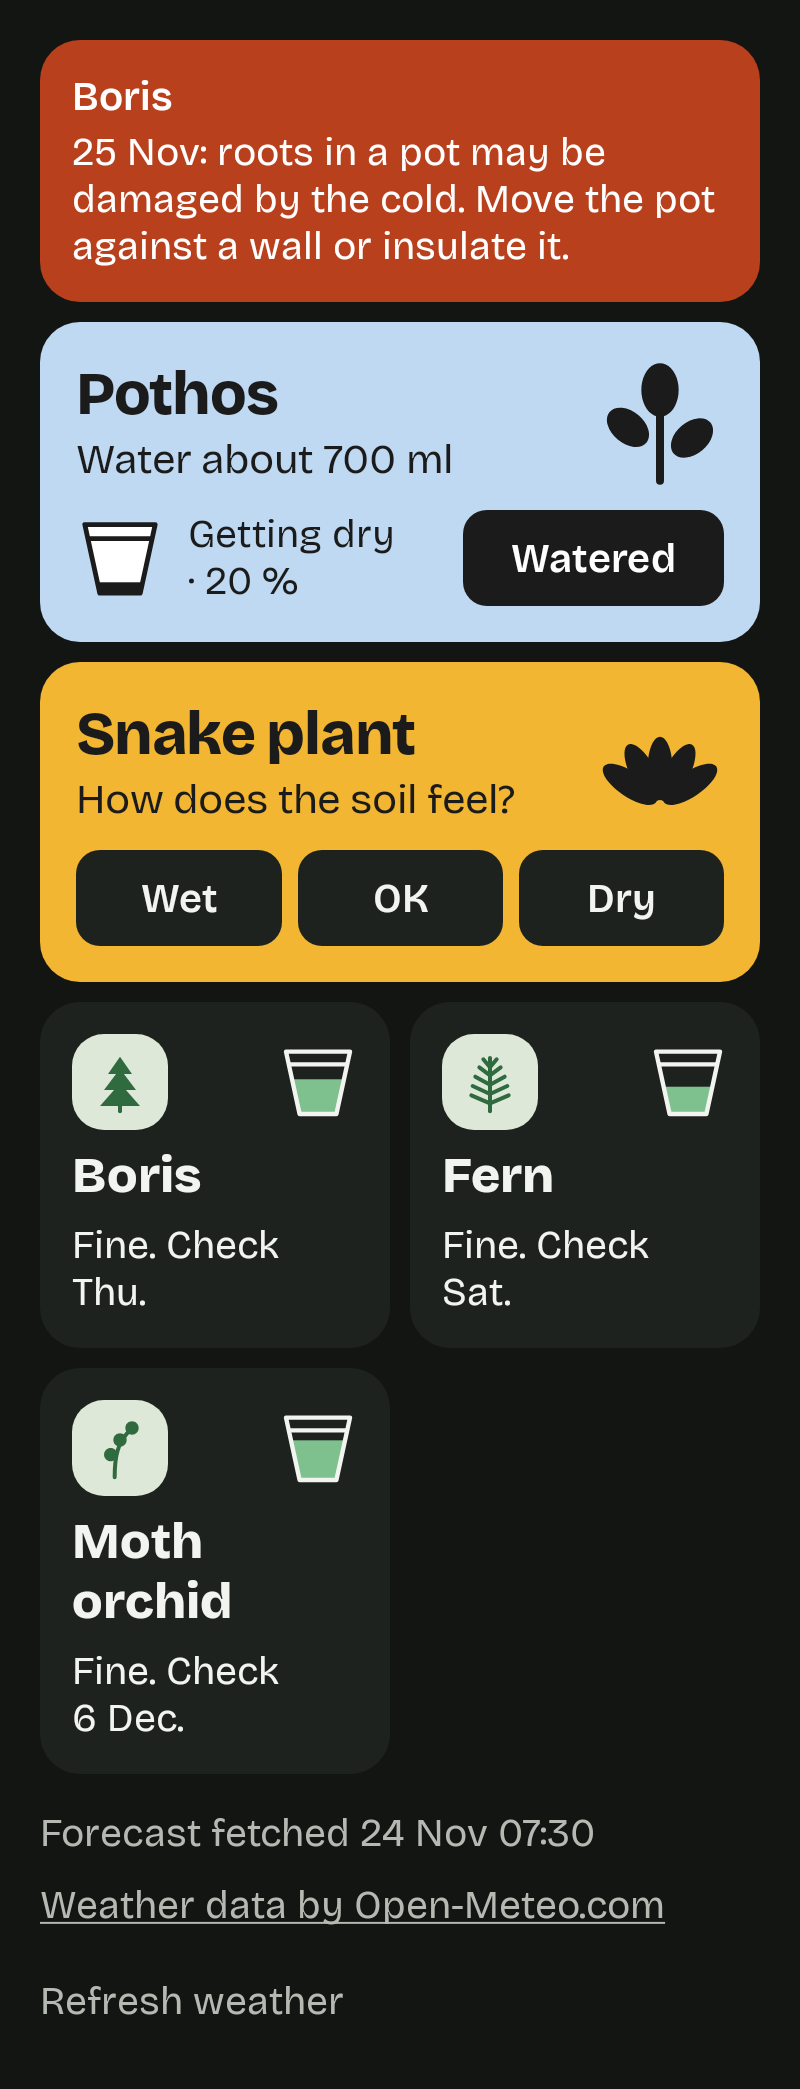 Boris
25 Nov: roots in a pot may be
damaged by the cold. Move the pot
against a wall or insulate it.
Pothos
Water about 700 ml
Getting dry
· 20 %
Watered
Snake plant
How does the soil feel?
Wet
OK
Dry
Boris
Fine. Check
Thu.
Fern
Fine. Check
Sat.
Moth
orchid
Fine. Check
6 Dec.
Forecast fetched 24 Nov 07:30
Weather data by Open-Meteo.com
Refresh weather